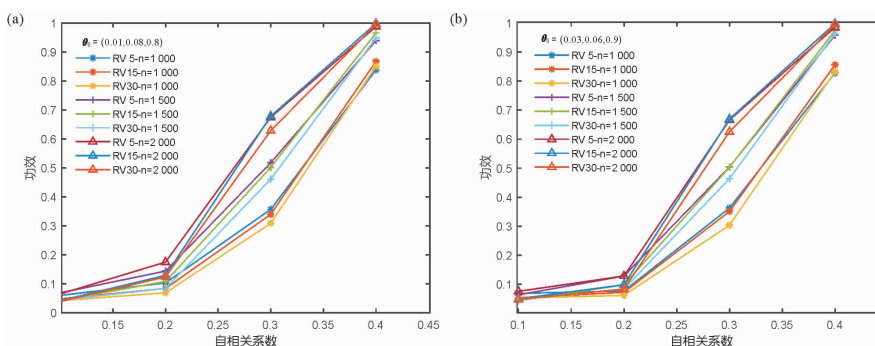 (a)
θ₁ = (0.01,0.08,0.8)
RV 5-n=1 000
RV15-n=1 000
RV30-n=1 000
RV 5-n=1 500
RV15-n=1 500
RV30-n=1 500
RV 5-n=2 000
RV15-n=2 000
RV30-n=2 000
功效
1
0.9
0.8
0.7
0.6
0.5
0.4
0.3
0.2
0.1
0
0.15 0.2 0.25 0.3 0.35 0.4 0.45
自相关系数
(b)
θ₁ = (0.03,0.06,0.9)
RV 5-n=1 000
RV15-n=1 000
RV30-n=1 000
RV 5-n=1 500
RV15-n=1 500
RV30-n=1 500
RV 5-n=2 000
RV15-n=2 000
RV30-n=2 000
功效
1
0.9
0.8
0.7
0.6
0.5
0.4
0.3
0.2
0.1
0.1 0.15 0.2 0.25 0.3 0.35 0.4
自相关系数